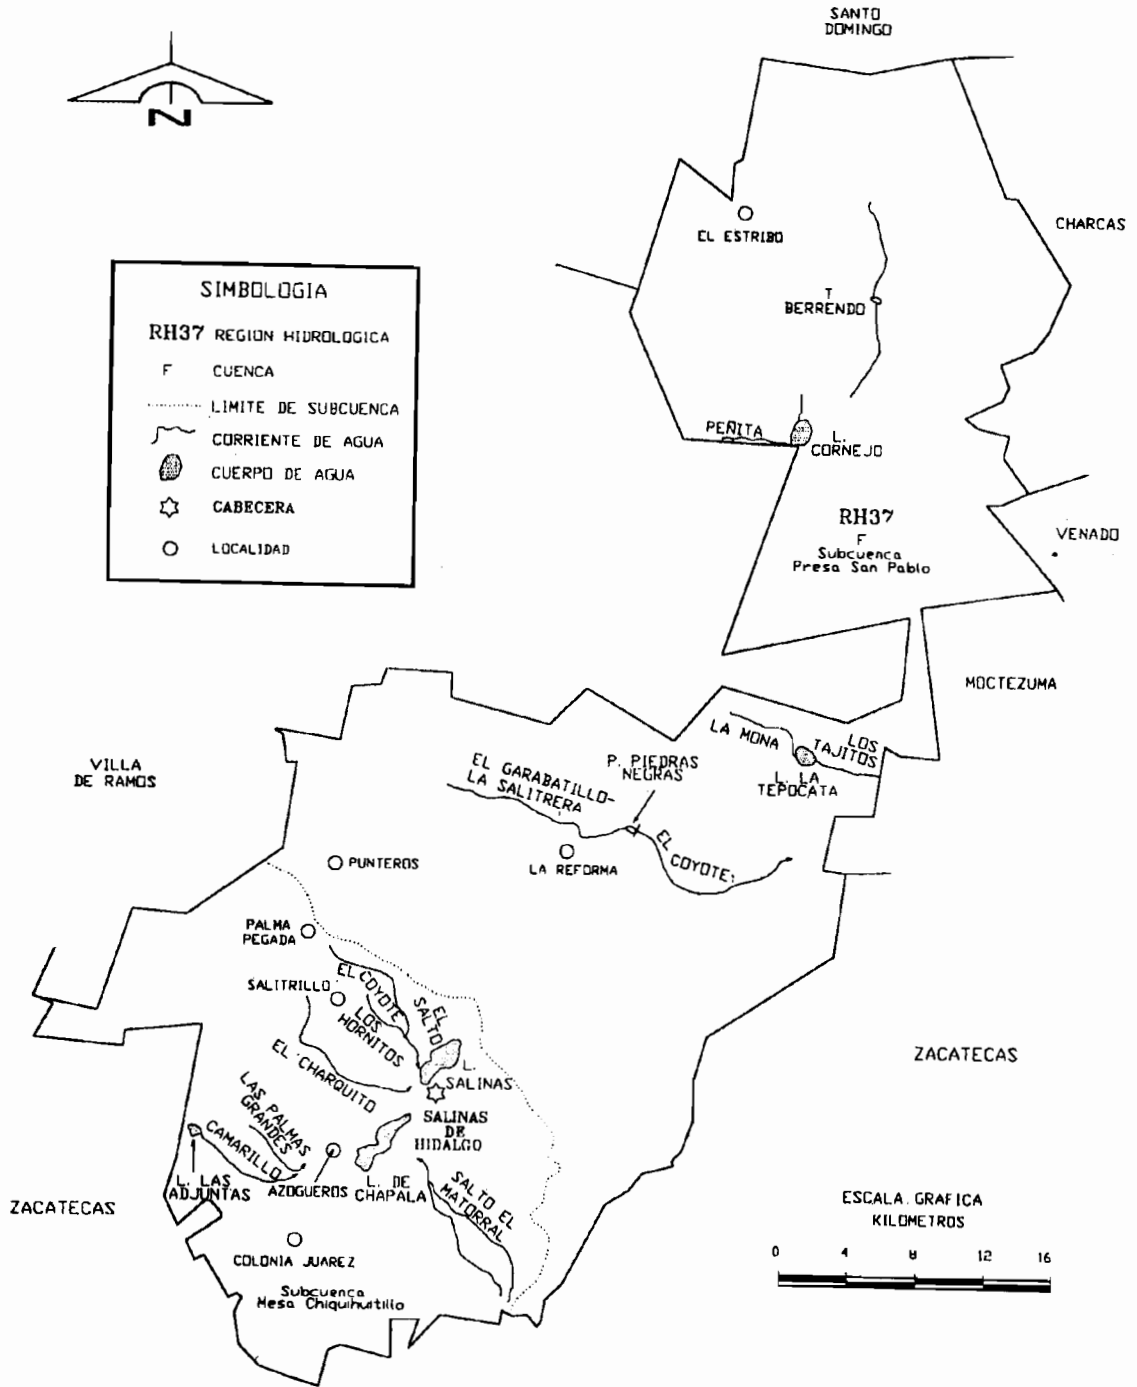 SANTO
DOMINGO
N
EL ESTRIBO
CHARCAS
T
BERRENDO
SIMBOLOGIA
RH37 REGION HIDROLOGICA
F CUENCA
LIMITE DE SUBCUENCA
CORRIENTE DE AGUA
CUERPO DE AGUA
CABECERA
LOCALIDAD
PEÑITA
L.
CORNEJO
RH37
F
Subcuenca
Presa San Pablo
VENADO
MOCTEZUMA
VILLA
DE RAMOS
LA MONA
LOS
TAJITOS
L. LA
TEPOCATA
P. PIEDRAS
NEGRAS
EL GARABATILLO-
LA SALITRERA
EL
COYOTE
LA REFORMA
PUNTEROS
PALMA
PEGADA
SALITRILLO
EL COYOTE
EL
SALTO
LOS
HORNITOS
EL CHARQUITO
L.
SALINAS
SALINAS
DE
HIDALGO
ZACATECAS
LAS PALMAS
GRANDES
CAMARILLO
L. LAS
ADJUNTAS
AZOGUEROS
L. DE
CHAPALA
SALTO EL
MATORRAL
ZACATECAS
COLONIA JUAREZ
Subcuenca
Mesa Chiquihuitillo
ESCALA GRAFICA
KILOMETROS
0 4 8 12 16